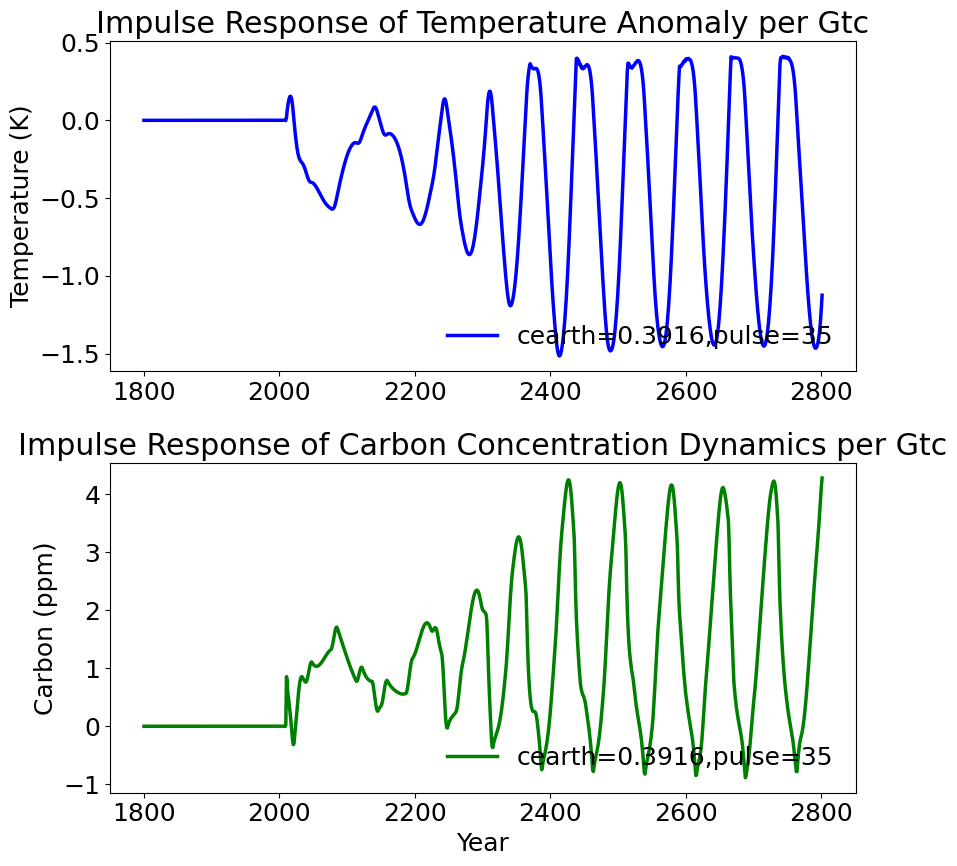 Impulse Response of Temperature Anomaly per Gtc
Temperature (K)
0.5
0.0
−0.5
−1.0
−1.5
cearth=0.3916,pulse=35
1800 2000 2200 2400 2600 2800
Impulse Response of Carbon Concentration Dynamics per Gtc
Carbon (ppm)
4
3
2
1
0
−1
cearth=0.3916,pulse=35
1800 2000 2200 2400 2600 2800
Year